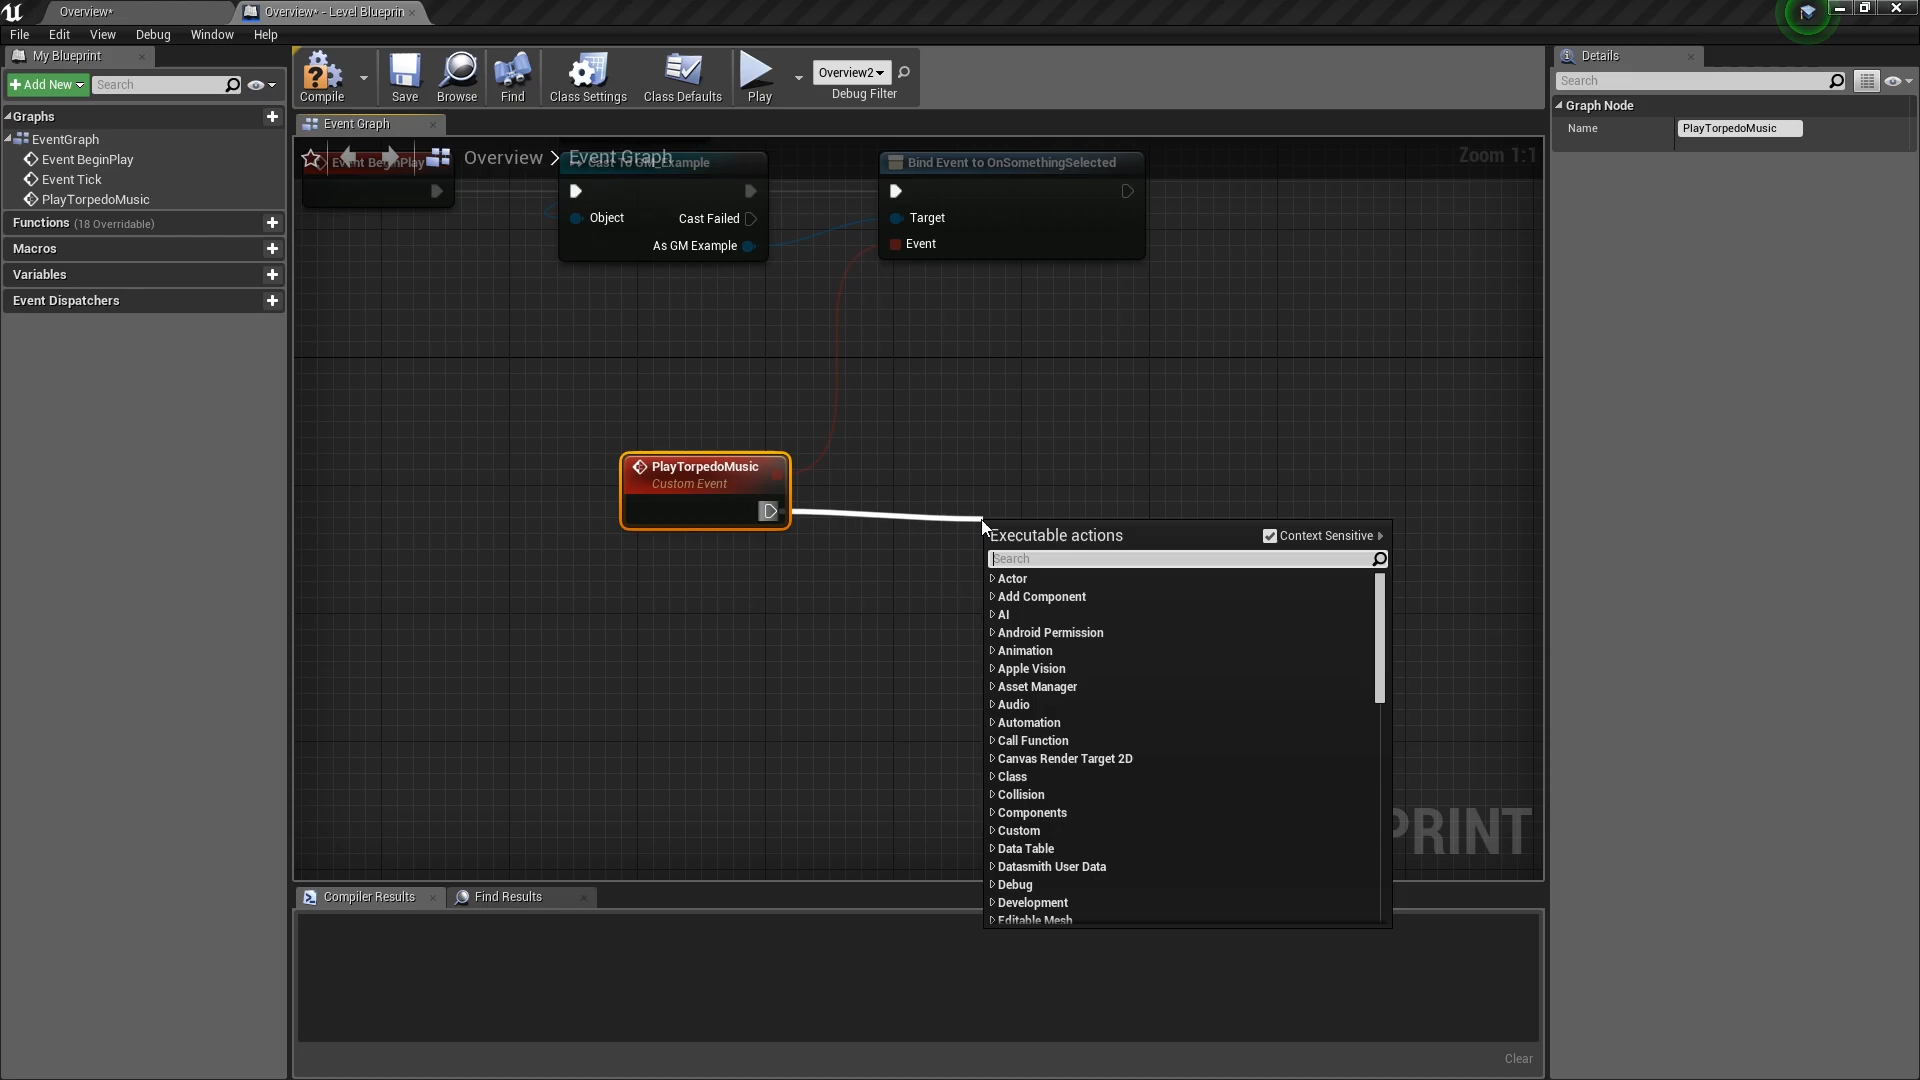 Overview*
Overview* - Level Blueprin
File Edit View Debug Window Help
My Blueprint
Add New
Search
Graphs
EventGraph
Event BeginPlay
Event Tick
PlayTorpedoMusic
Functions (18 Overridable)
Macros
Variables
Event Dispatchers
Compile
Save
Browse
Find
Class Settings
Class Defaults
Play
Overview2
Debug Filter
Event Graph
Overview > Event Graph
Zoom 1:1
Event BeginPlay
Cast To GM_Example
Object
Cast Failed
As GM Example
Bind Event to OnSomethingSelected
Target
Event
PlayTorpedoMusic
Custom Event
Executable actions
Context Sensitive
Search
Actor
Add Component
AI
Android Permission
Animation
Apple Vision
Asset Manager
Audio
Automation
Call Function
Canvas Render Target 2D
Class
Collision
Components
Custom
Data Table
Datasmith User Data
Debug
Development
Editable Mesh
PRINT
Compiler Results
Find Results
Clear
Details
Search
Graph Node
Name
PlayTorpedoMusic